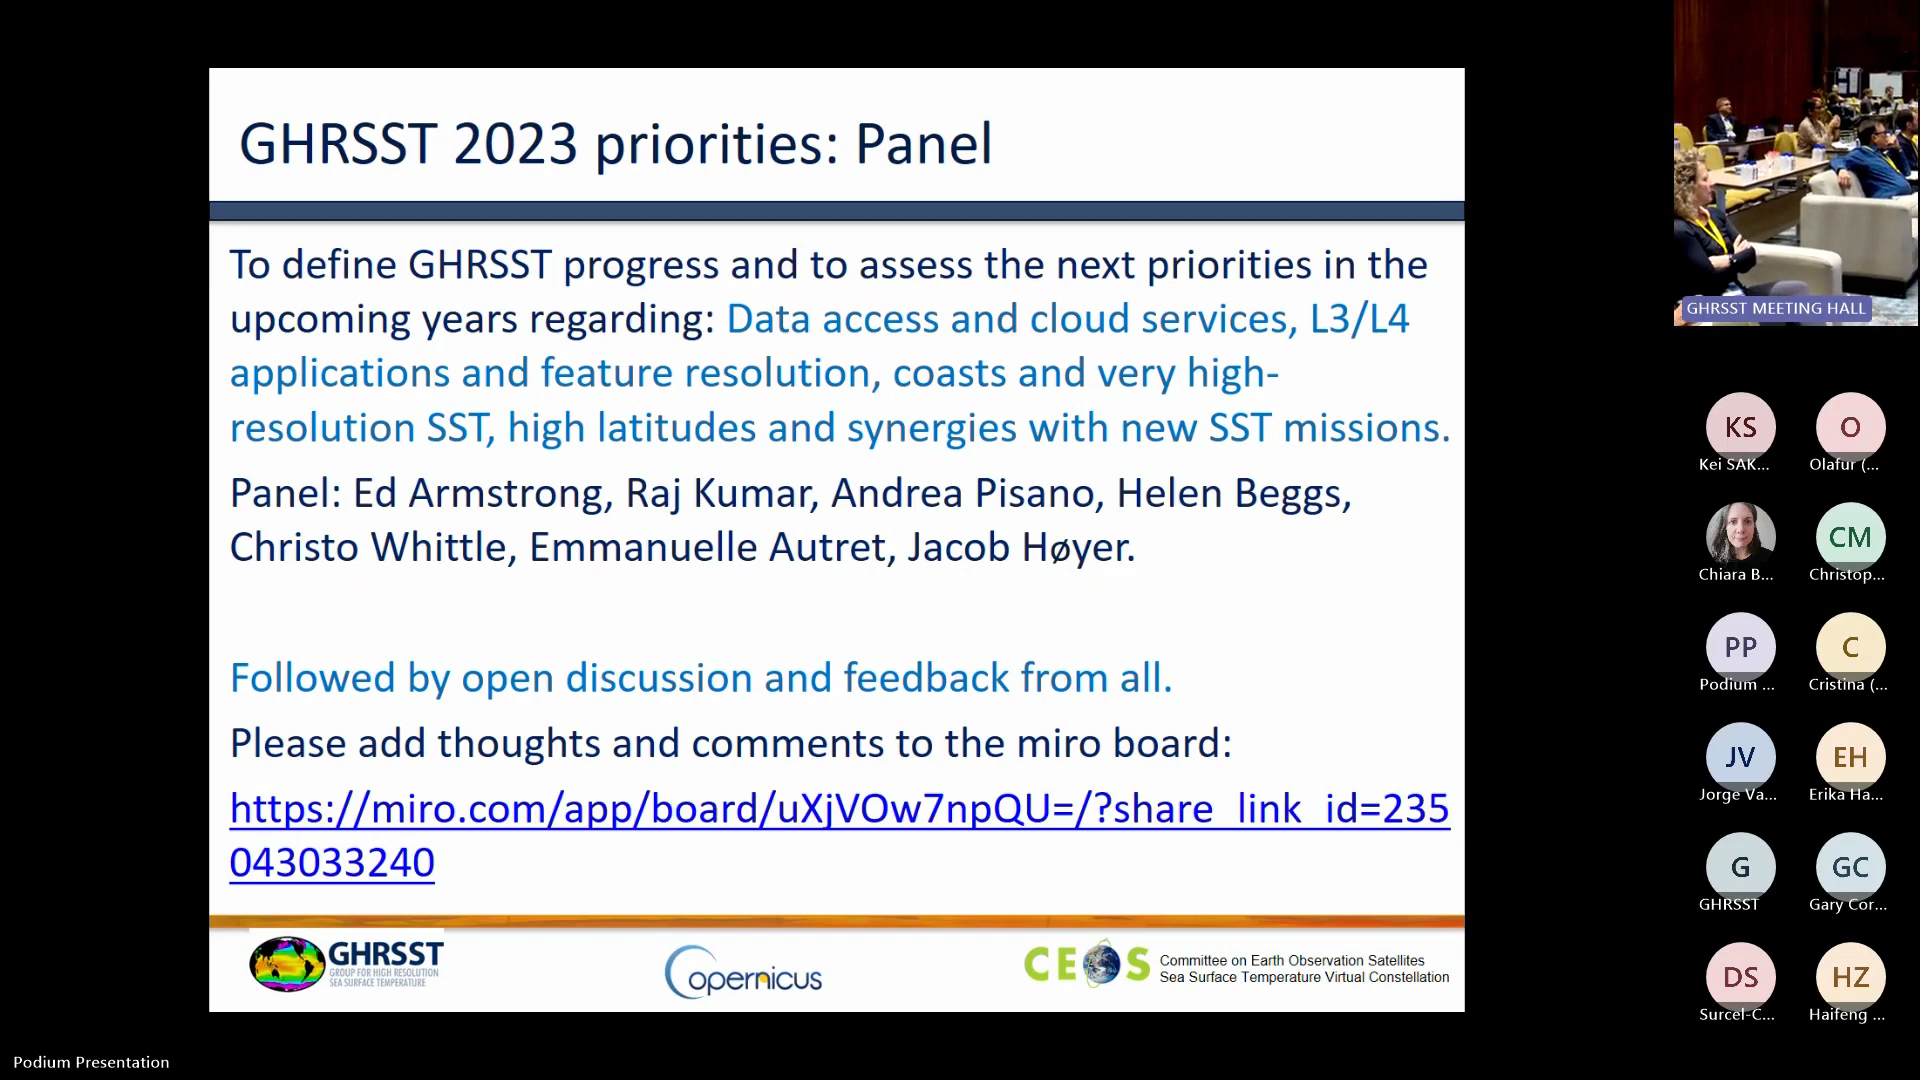 GHRSST 2023 priorities: Panel
To define GHRSST progress and to assess the next priorities in the
upcoming years regarding: Data access and cloud services, L3/L4
applications and feature resolution, coasts and very high-
resolution SST, high latitudes and synergies with new SST missions.
Panel: Ed Armstrong, Raj Kumar, Andrea Pisano, Helen Beggs,
Christo Whittle, Emmanuelle Autret, Jacob Høyer.
Followed by open discussion and feedback from all.
Please add thoughts and comments to the miro board:
https://miro.com/app/board/uXjVOw7npQU=/?share_link_id=235
043033240
GHRSST
GROUP FOR HIGH RESOLUTION
SEA SURFACE TEMPERATURE
Copernicus
CEOS
Committee on Earth Observation Satellites
Sea Surface Temperature Virtual Constellation
Podium Presentation
GHRSST MEETING HALL
KS
O
Kei SAK...
Olafur (...
CM
Chiara B...
Christop...
PP
C
Podium ...
Cristina (...
JV
EH
Jorge Va...
Erika Ha...
G
GC
GHRSST
Gary Cor...
DS
HZ
Surcel-C...
Haifeng ...